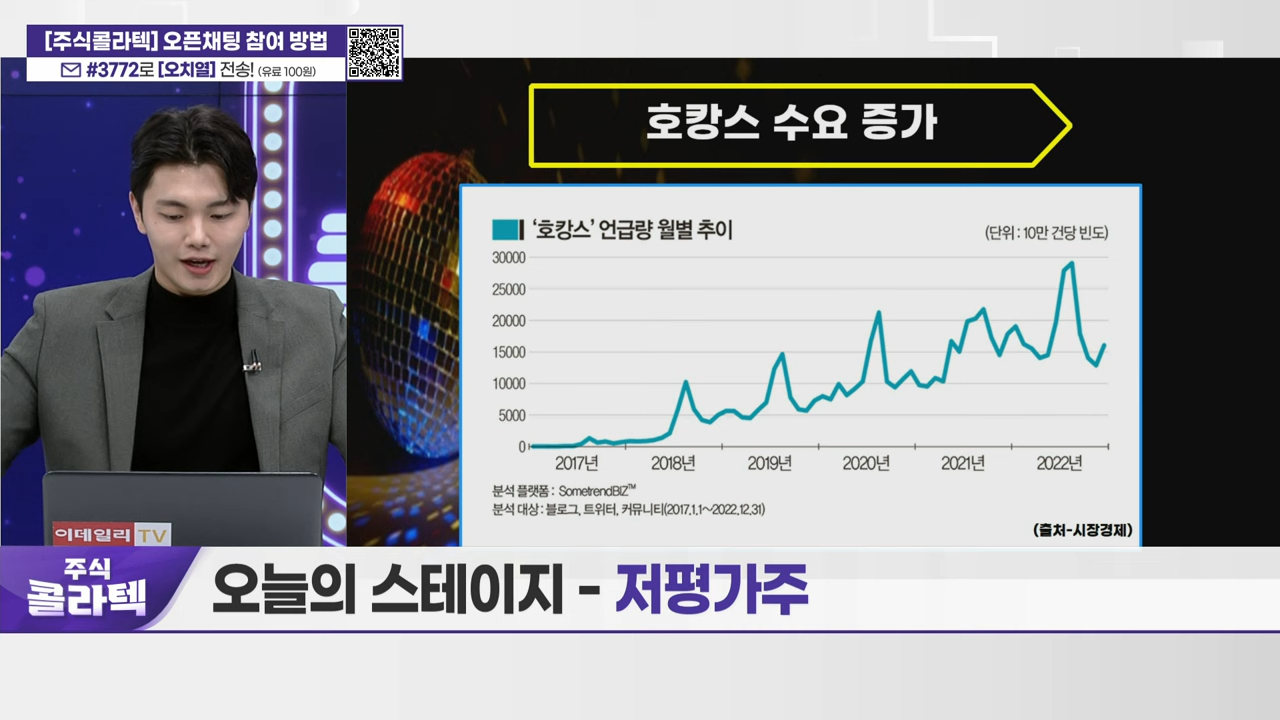 [주식콜라텍] 오픈채팅 참여 방법
#3772로 [오치열] 전송! (유료 100원)
호캉스 수요 증가
‘호캉스’ 언급량 월별 추이
(단위 : 10만 건당 빈도)
30000
25000
20000
15000
10000
5000
0
2017년 2018년 2019년 2020년 2021년 2022년
분석 플랫폼 : SometrendBIZ™
분석 대상 : 블로그, 트위터, 커뮤니티(2017.1.1~2022.12.31)
(출처-시장경제)
이데일리 TV
주식
콜라텍
오늘의 스테이지 - 저평가주